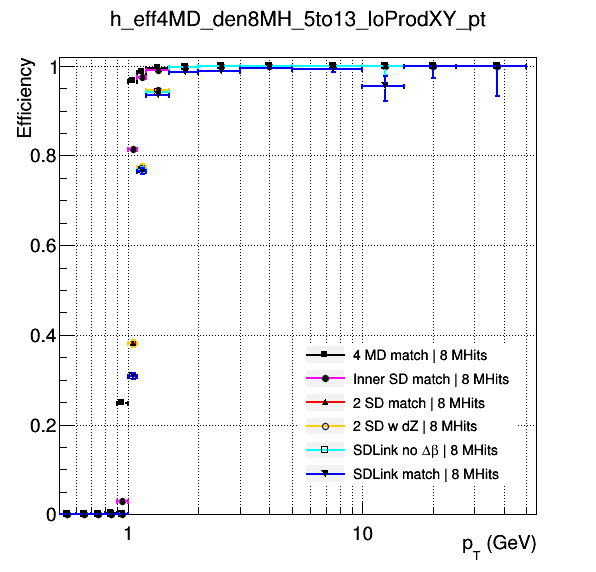 h_eff4MD_den8MH_5to13_loProdXY_pt
Efficiency
1
0.8
0.6
0.4
0.2
0
4 MD match | 8 MHits
Inner SD match | 8 MHits
2 SD match | 8 MHits
2 SD w dZ | 8 MHits
SDLink no Δβ | 8 MHits
SDLink match | 8 MHits
1 10
p_T (GeV)